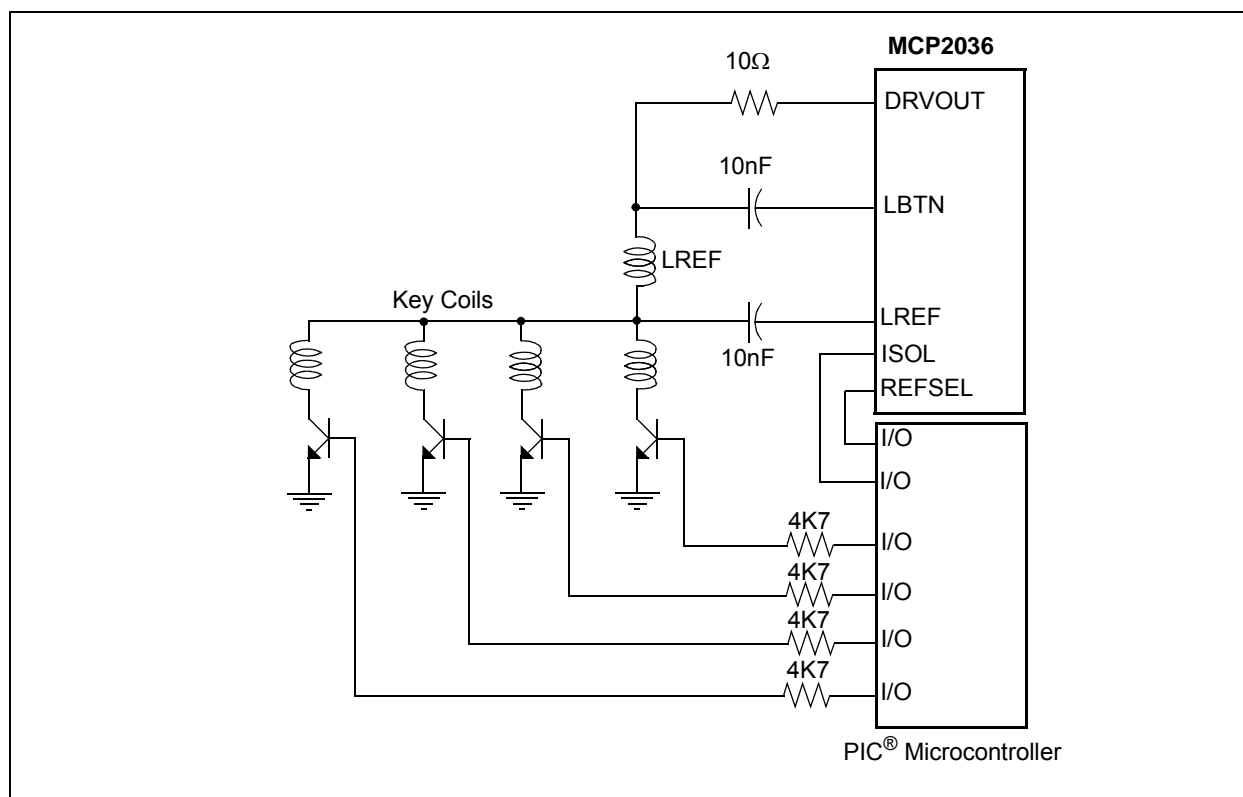 MCP2036
10Ω
DRVOUT
10nF
LBTN
LREF
Key Coils
LREF
10nF
ISOL
REFSEL
I/O
I/O
4K7
I/O
4K7
I/O
4K7
I/O
4K7
I/O
PIC® Microcontroller